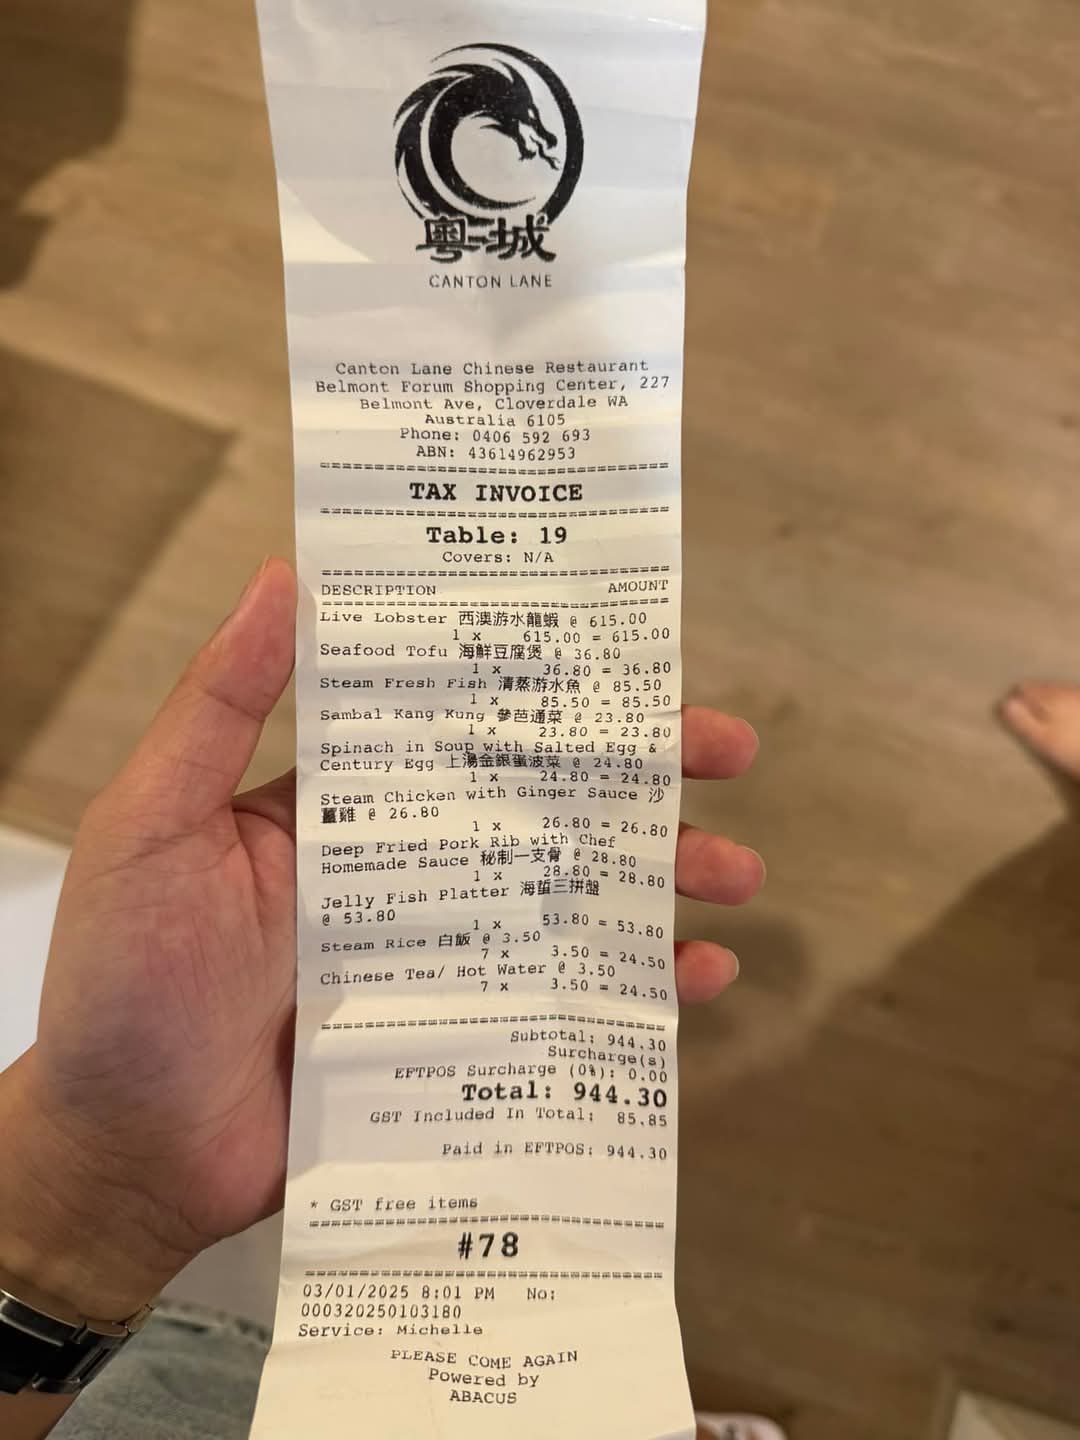 粵城
CANTON LANE
Canton Lane Chinese Restaurant
Belmont Forum Shopping Center, 227
Belmont Ave, Cloverdale WA
Australia 6105
Phone: 0406 592 693
ABN: 43614962953
TAX INVOICE
Table: 19
Covers: N/A
DESCRIPTION AMOUNT
Live Lobster 西澳游水龍蝦 @ 615.00
1 x 615.00 = 615.00
Seafood Tofu 海鮮豆腐煲 @ 36.80
1 x 36.80 = 36.80
Steam Fresh Fish 清蒸游水魚 @ 85.50
1 x 85.50 = 85.50
Sambal Kang Kung 參芭通菜 @ 23.80
1 x 23.80 = 23.80
Spinach in Soup with Salted Egg &
Century Egg 上湯金銀蛋波菜 @ 24.80
1 x 24.80 = 24.80
Steam Chicken with Ginger Sauce 沙
薑雞 @ 26.80
1 x 26.80 = 26.80
Deep Fried Pork Rib with Chef
Homemade Sauce 秘制一支骨 @ 28.80
1 x 28.80 = 28.80
Jelly Fish Platter 海蜇三拼盤
@ 53.80
1 x 53.80 = 53.80
Steam Rice 白飯 @ 3.50
7 x 3.50 = 24.50
Chinese Tea/ Hot Water @ 3.50
7 x 3.50 = 24.50
Subtotal: 944.30
Surcharge(s)
EFTPOS Surcharge (0%): 0.00
Total: 944.30
GST Included In Total: 85.85
Paid in EFTPOS: 944.30
* GST free items
#78
03/01/2025 8:01 PM No:
000320250103180
Service: Michelle
PLEASE COME AGAIN
Powered by
ABACUS